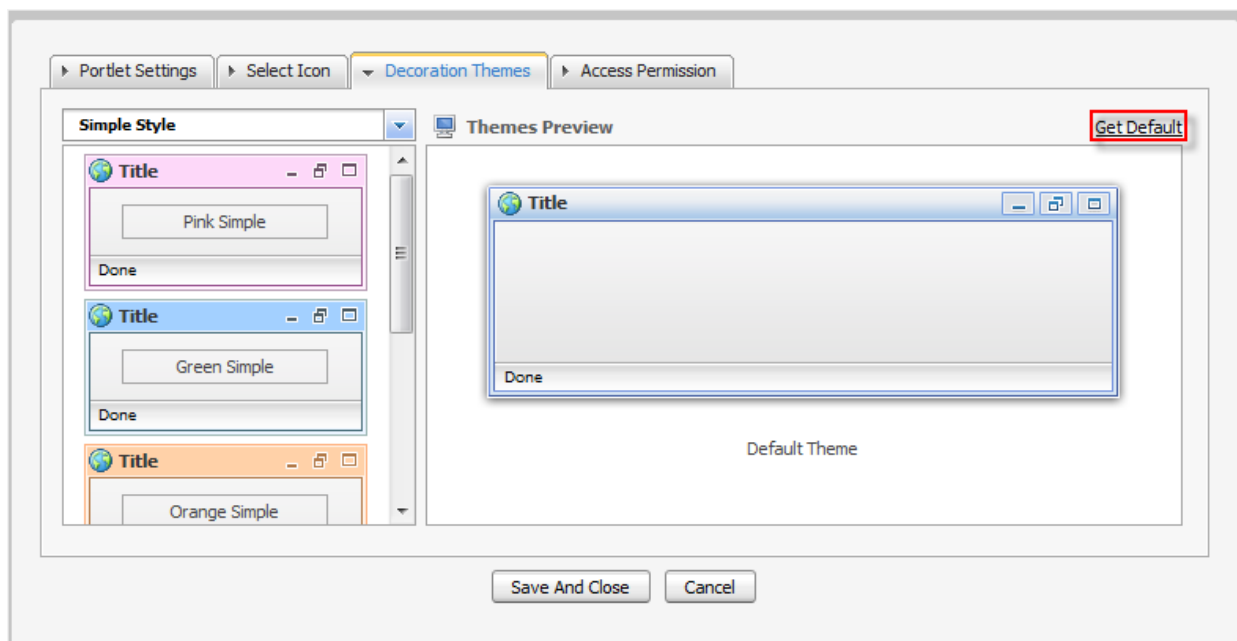 Portlet Settings Select Icon Decoration Themes Access Permission
Simple Style
Themes Preview
Get Default
Title
Pink Simple
Done
Title
Green Simple
Done
Title
Orange Simple
Title
Done
Default Theme
Save And Close Cancel